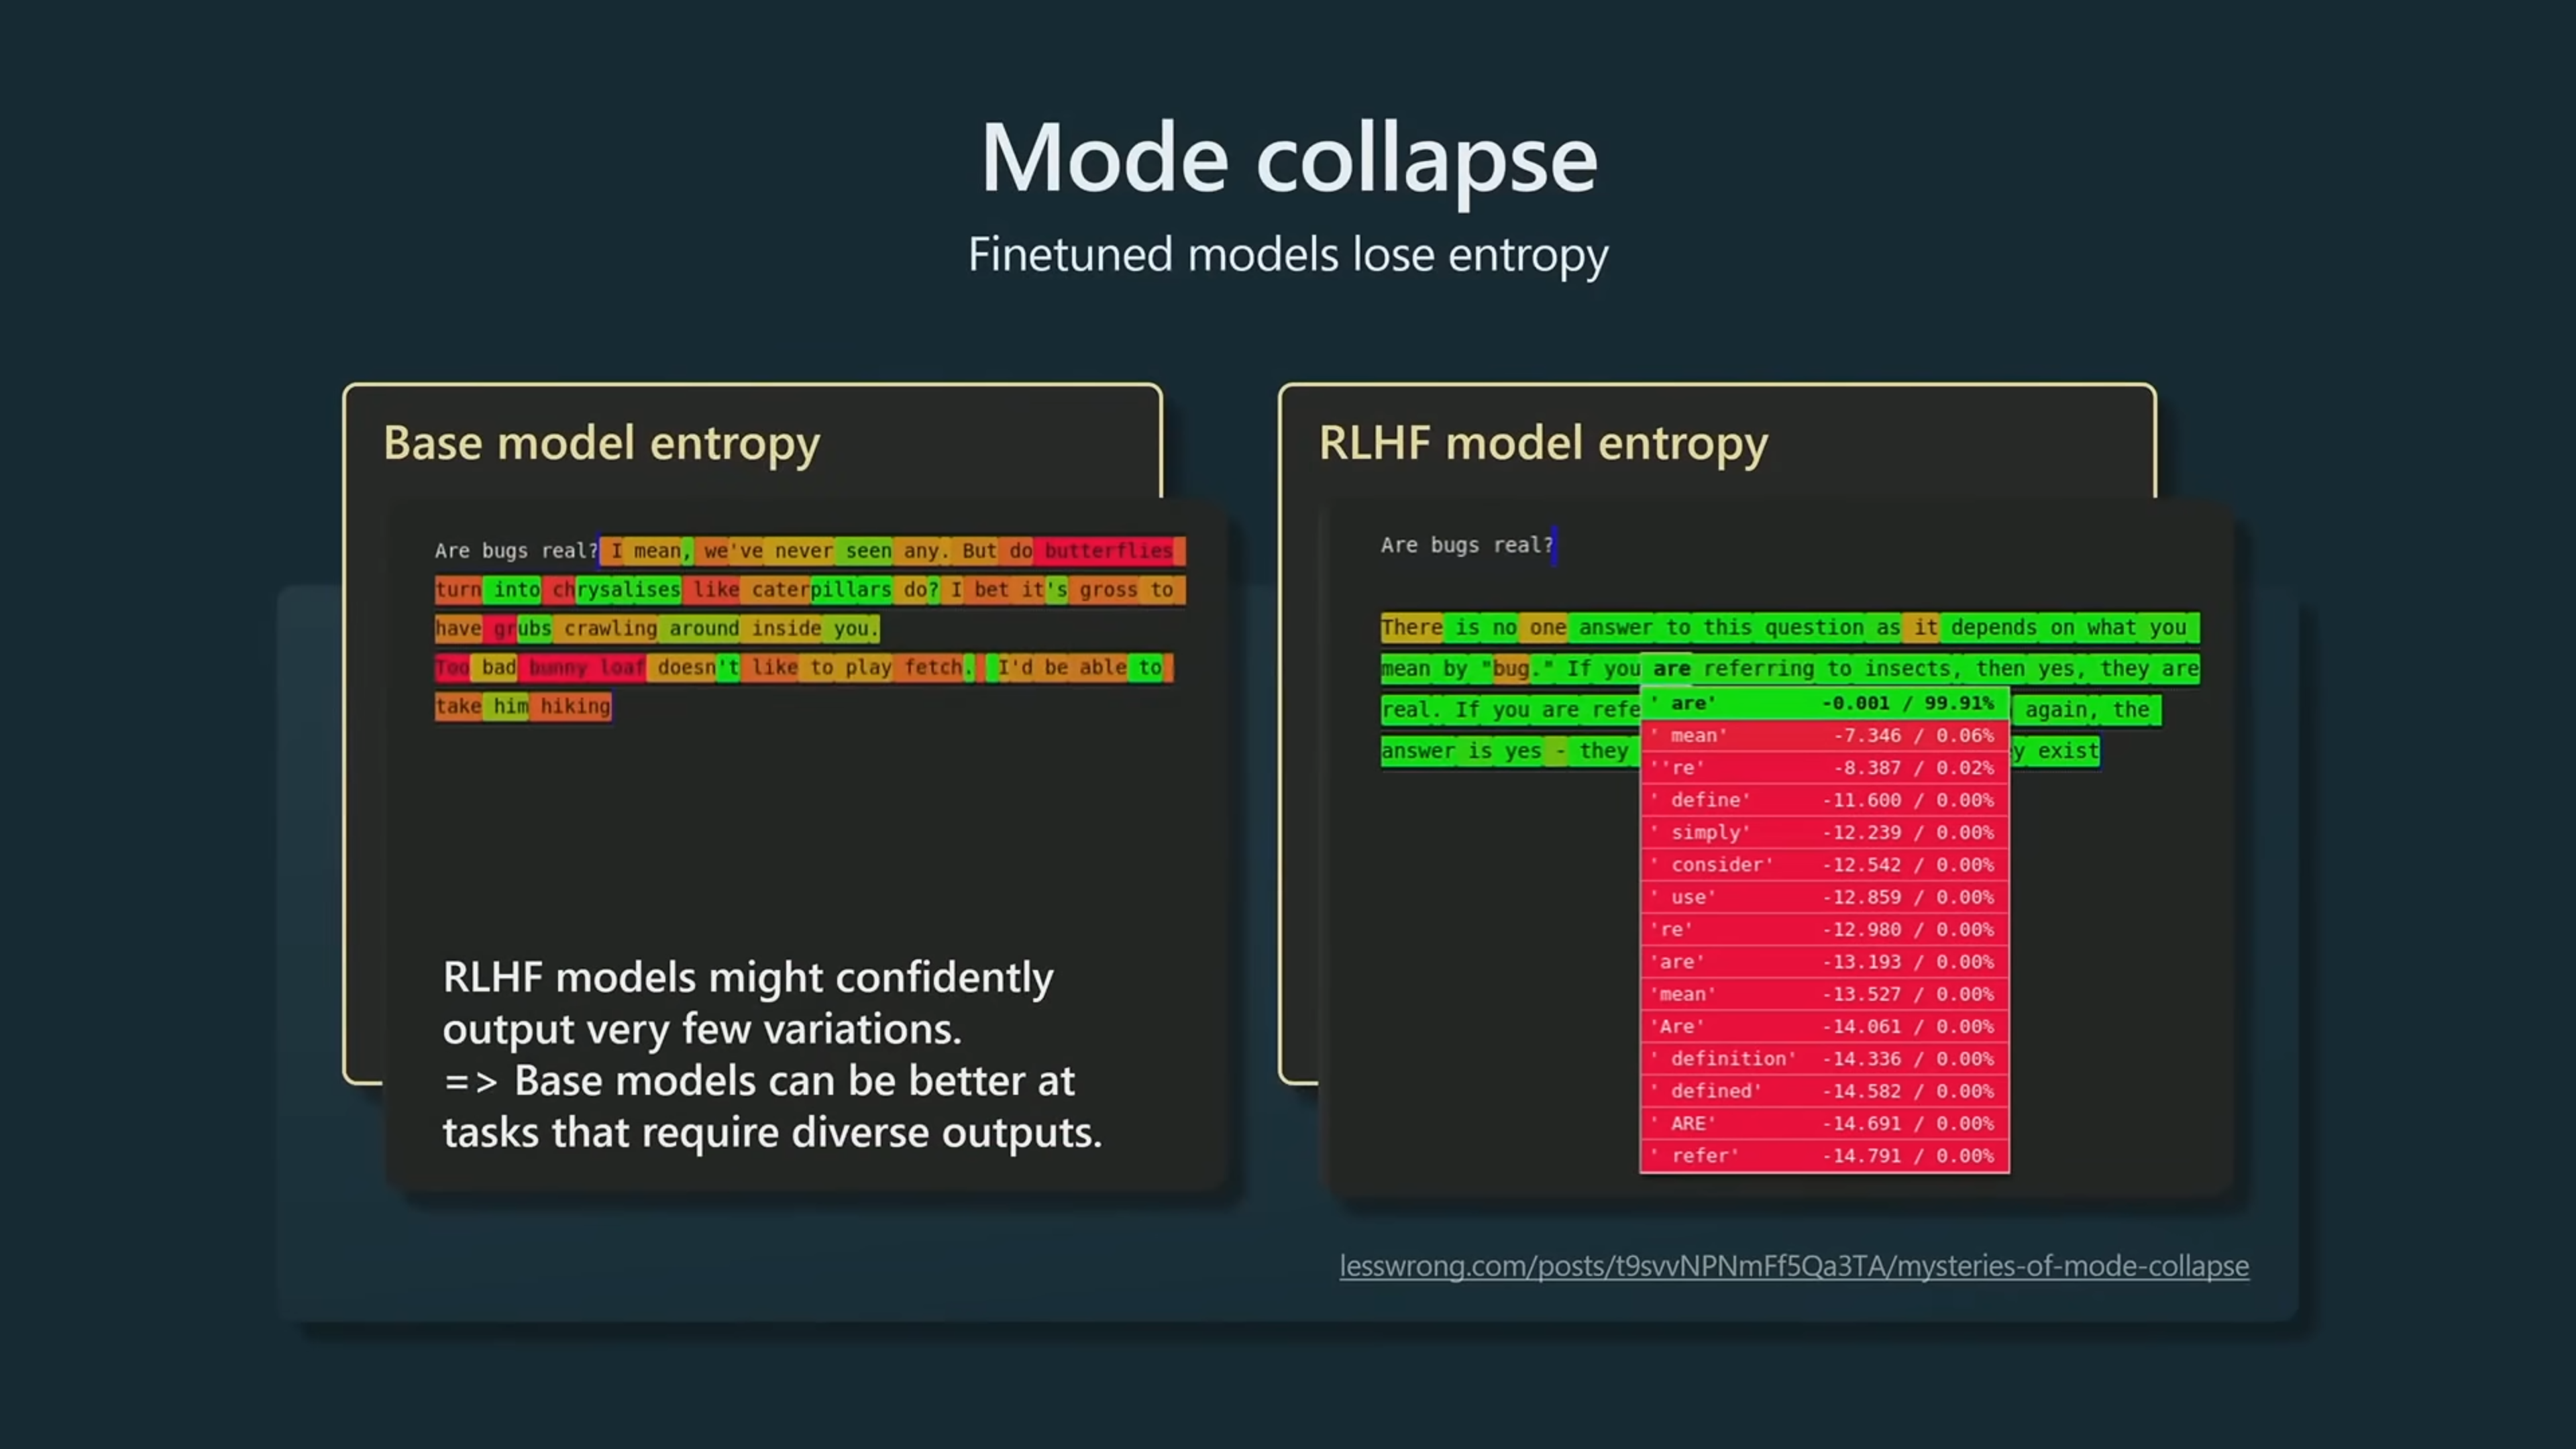 Mode collapse
Finetuned models lose entropy
Base model entropy
Are bugs real? I mean, we've never seen any. But do butterflies
turn into chrysalises like caterpillars do? I bet it's gross to
have grubs crawling around inside you.
Too bad bunny loaf doesn't like to play fetch. I'd be able to
take him hiking
RLHF models might confidently
output very few variations.
=> Base models can be better at
tasks that require diverse outputs.
RLHF model entropy
Are bugs real?
There is no one answer to this question as it depends on what you
mean by "bug." If you are referring to insects, then yes, they are
real. If you are refe again, the
answer is yes - they y exist
' are' -0.001 / 99.91%
' mean' -7.346 / 0.06%
''re' -8.387 / 0.02%
' define' -11.600 / 0.00%
' simply' -12.239 / 0.00%
' consider' -12.542 / 0.00%
' use' -12.859 / 0.00%
're' -12.980 / 0.00%
'are' -13.193 / 0.00%
'mean' -13.527 / 0.00%
'Are' -14.061 / 0.00%
' definition' -14.336 / 0.00%
' defined' -14.582 / 0.00%
' ARE' -14.691 / 0.00%
' refer' -14.791 / 0.00%
lesswrong.com/posts/t9svvNPNmFf5Qa3TA/mysteries-of-mode-collapse